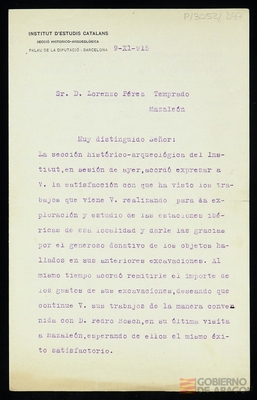 INSTITUT D'ESTUDIS CATALANS
SECCIÓ HISTÒRICO-ARQUEOLÒGICA
PALAU DE LA DIPUTACIÓ - BARCELONA
9-XI-915
Sr. D. Lorenzo Pérez Temprado
Mazaleón
Muy distinguido Señor:
La sección histórico-arqueológica del Ins-
titut, en sesión de ayer, acordó expresar a
V. la satisfacción con que ha visto los tra-
bajos que viene V. realizando para la ex-
ploración y estudio de las estaciones ibé-
ricas de esa localidad y darle las gracias
por el generoso donativo de los objetos ha-
llados en sus anteriores excavaciones. Al
mismo tiempo acordó remitirle el importe de
los gastos de sus excavaciones, deseando que
continue V. sus trabajos de la manera conve-
nida con D. Pedro Bosch, en su última visita
a Mazaleón, esperando de ellos el mismo éxi-
to satisfactorio.
GOBIERNO
DE ARAGON